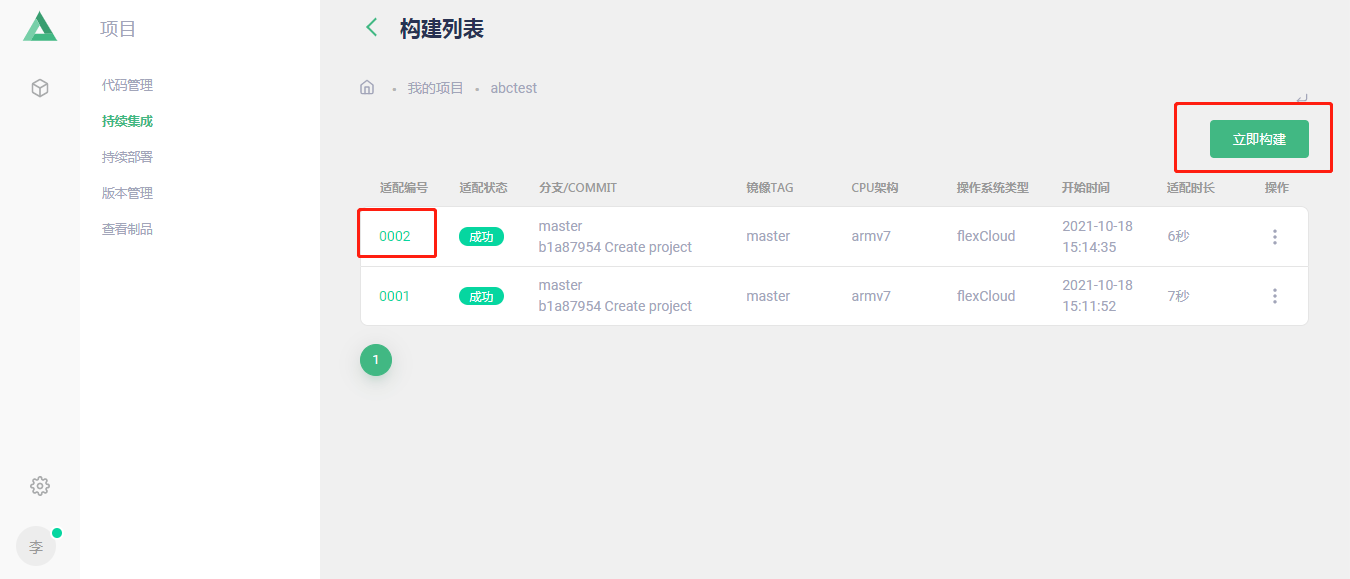 项目
代码管理
持续集成
持续部署
版本管理
查看制品
李
构建列表
我的项目 • abctest
立即构建
适配编号 适配状态 分支/COMMIT 镜像TAG CPU架构 操作系统类型 开始时间 适配时长 操作
0002 成功 master master armv7 flexCloud 2021-10-18 6秒
b1a87954 Create project 15:14:35
0001 成功 master master armv7 flexCloud 2021-10-18 7秒
b1a87954 Create project 15:11:52
1